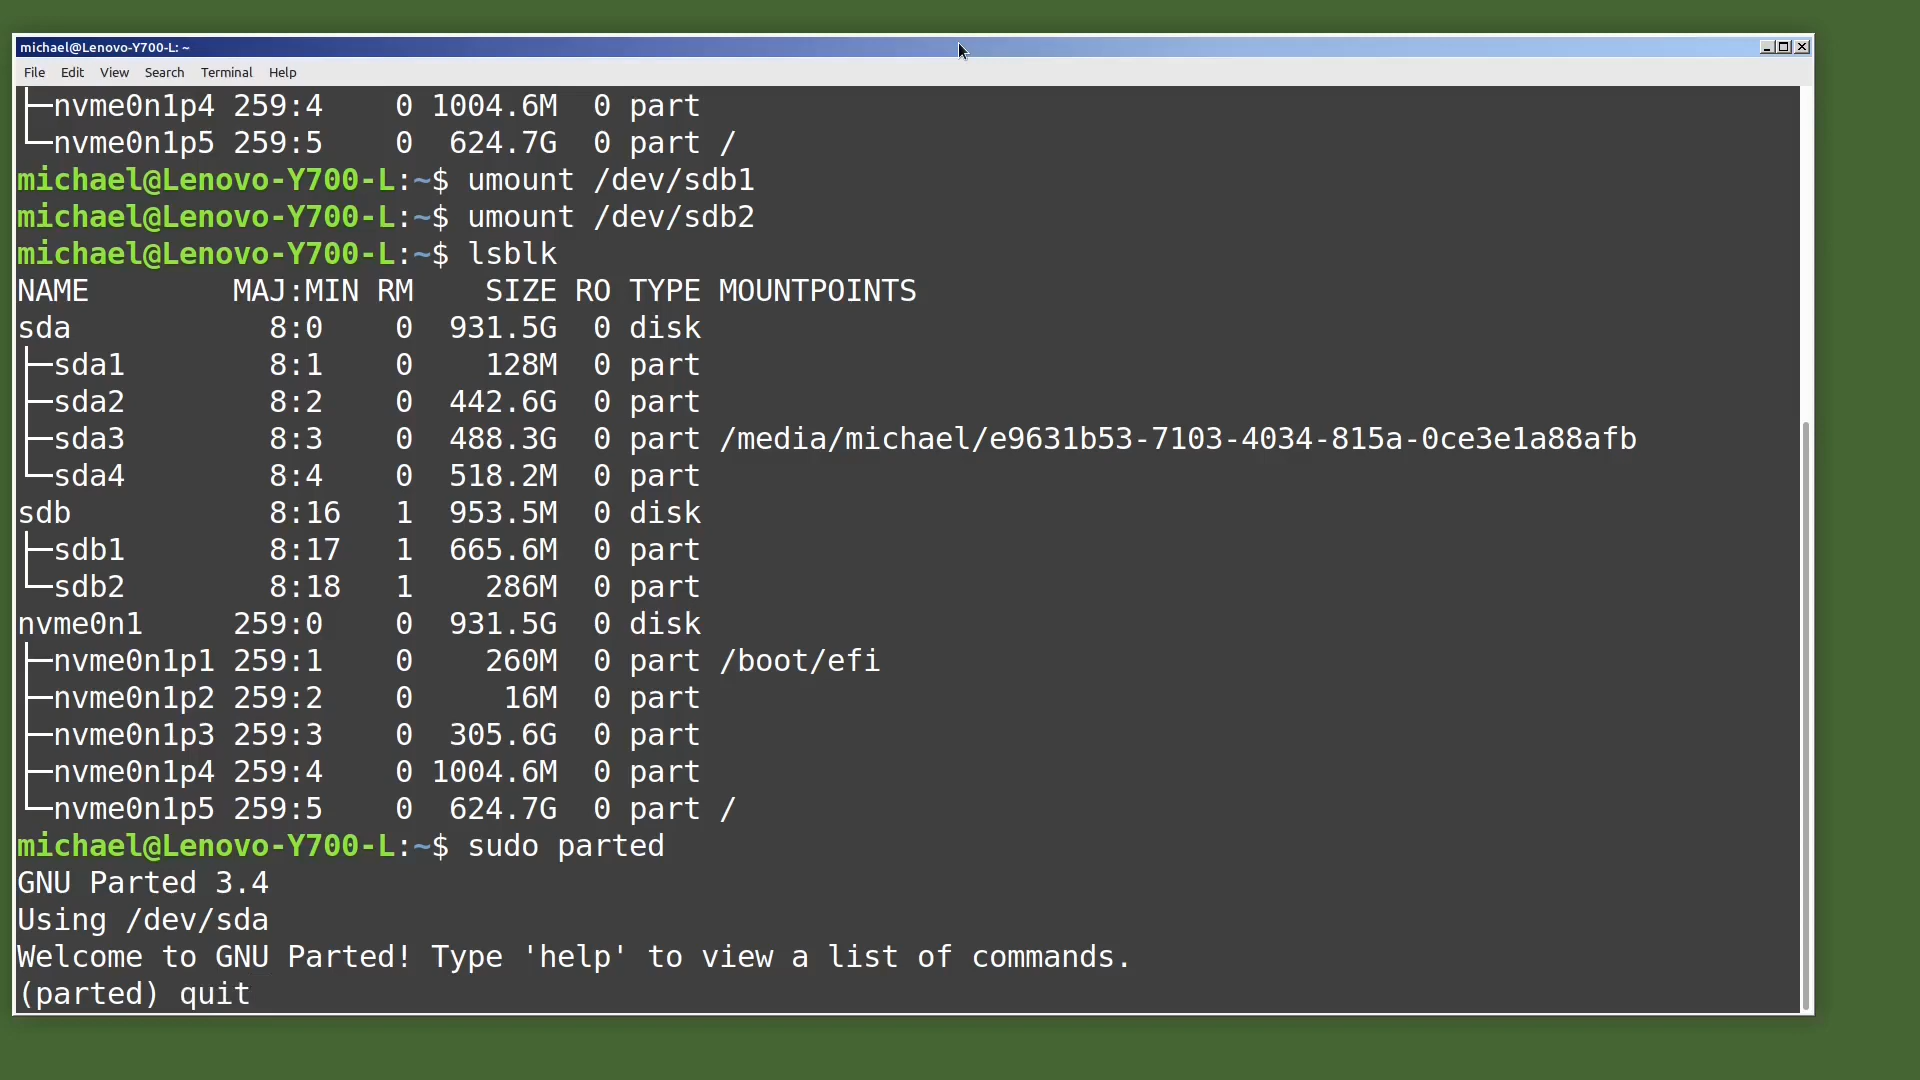 michael@Lenovo-Y700-L: ~
File Edit View Search Terminal Help
├─nvme0n1p4 259:4    0 1004.6M  0 part
└─nvme0n1p5 259:5    0  624.7G  0 part /
michael@Lenovo-Y700-L:~$ umount /dev/sdb1
michael@Lenovo-Y700-L:~$ umount /dev/sdb2
michael@Lenovo-Y700-L:~$ lsblk
NAME        MAJ:MIN RM    SIZE RO TYPE MOUNTPOINTS
sda           8:0    0  931.5G  0 disk
├─sda1        8:1    0    128M  0 part
├─sda2        8:2    0  442.6G  0 part
├─sda3        8:3    0  488.3G  0 part /media/michael/e9631b53-7103-4034-815a-0ce3e1a88afb
└─sda4        8:4    0  518.2M  0 part
sdb           8:16   1  953.5M  0 disk
├─sdb1        8:17   1  665.6M  0 part
└─sdb2        8:18   1    286M  0 part
nvme0n1     259:0    0  931.5G  0 disk
├─nvme0n1p1 259:1    0    260M  0 part /boot/efi
├─nvme0n1p2 259:2    0     16M  0 part
├─nvme0n1p3 259:3    0  305.6G  0 part
├─nvme0n1p4 259:4    0 1004.6M  0 part
└─nvme0n1p5 259:5    0  624.7G  0 part /
michael@Lenovo-Y700-L:~$ sudo parted
GNU Parted 3.4
Using /dev/sda
Welcome to GNU Parted! Type 'help' to view a list of commands.
(parted) quit